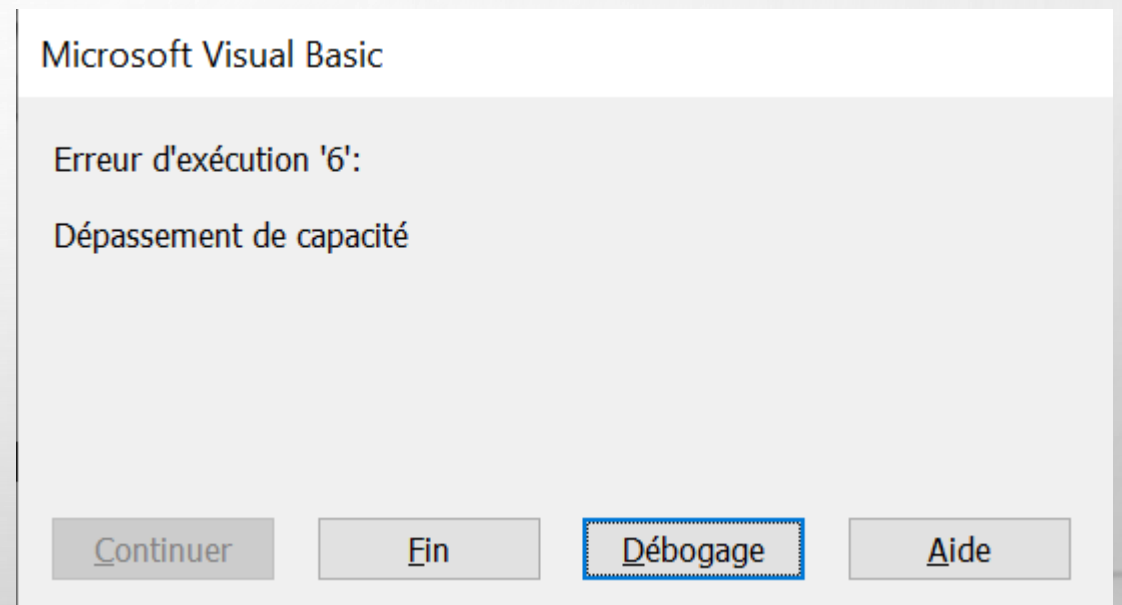 Microsoft Visual Basic
Erreur d'exécution '6':
Dépassement de capacité
Continuer Fin Débogage Aide